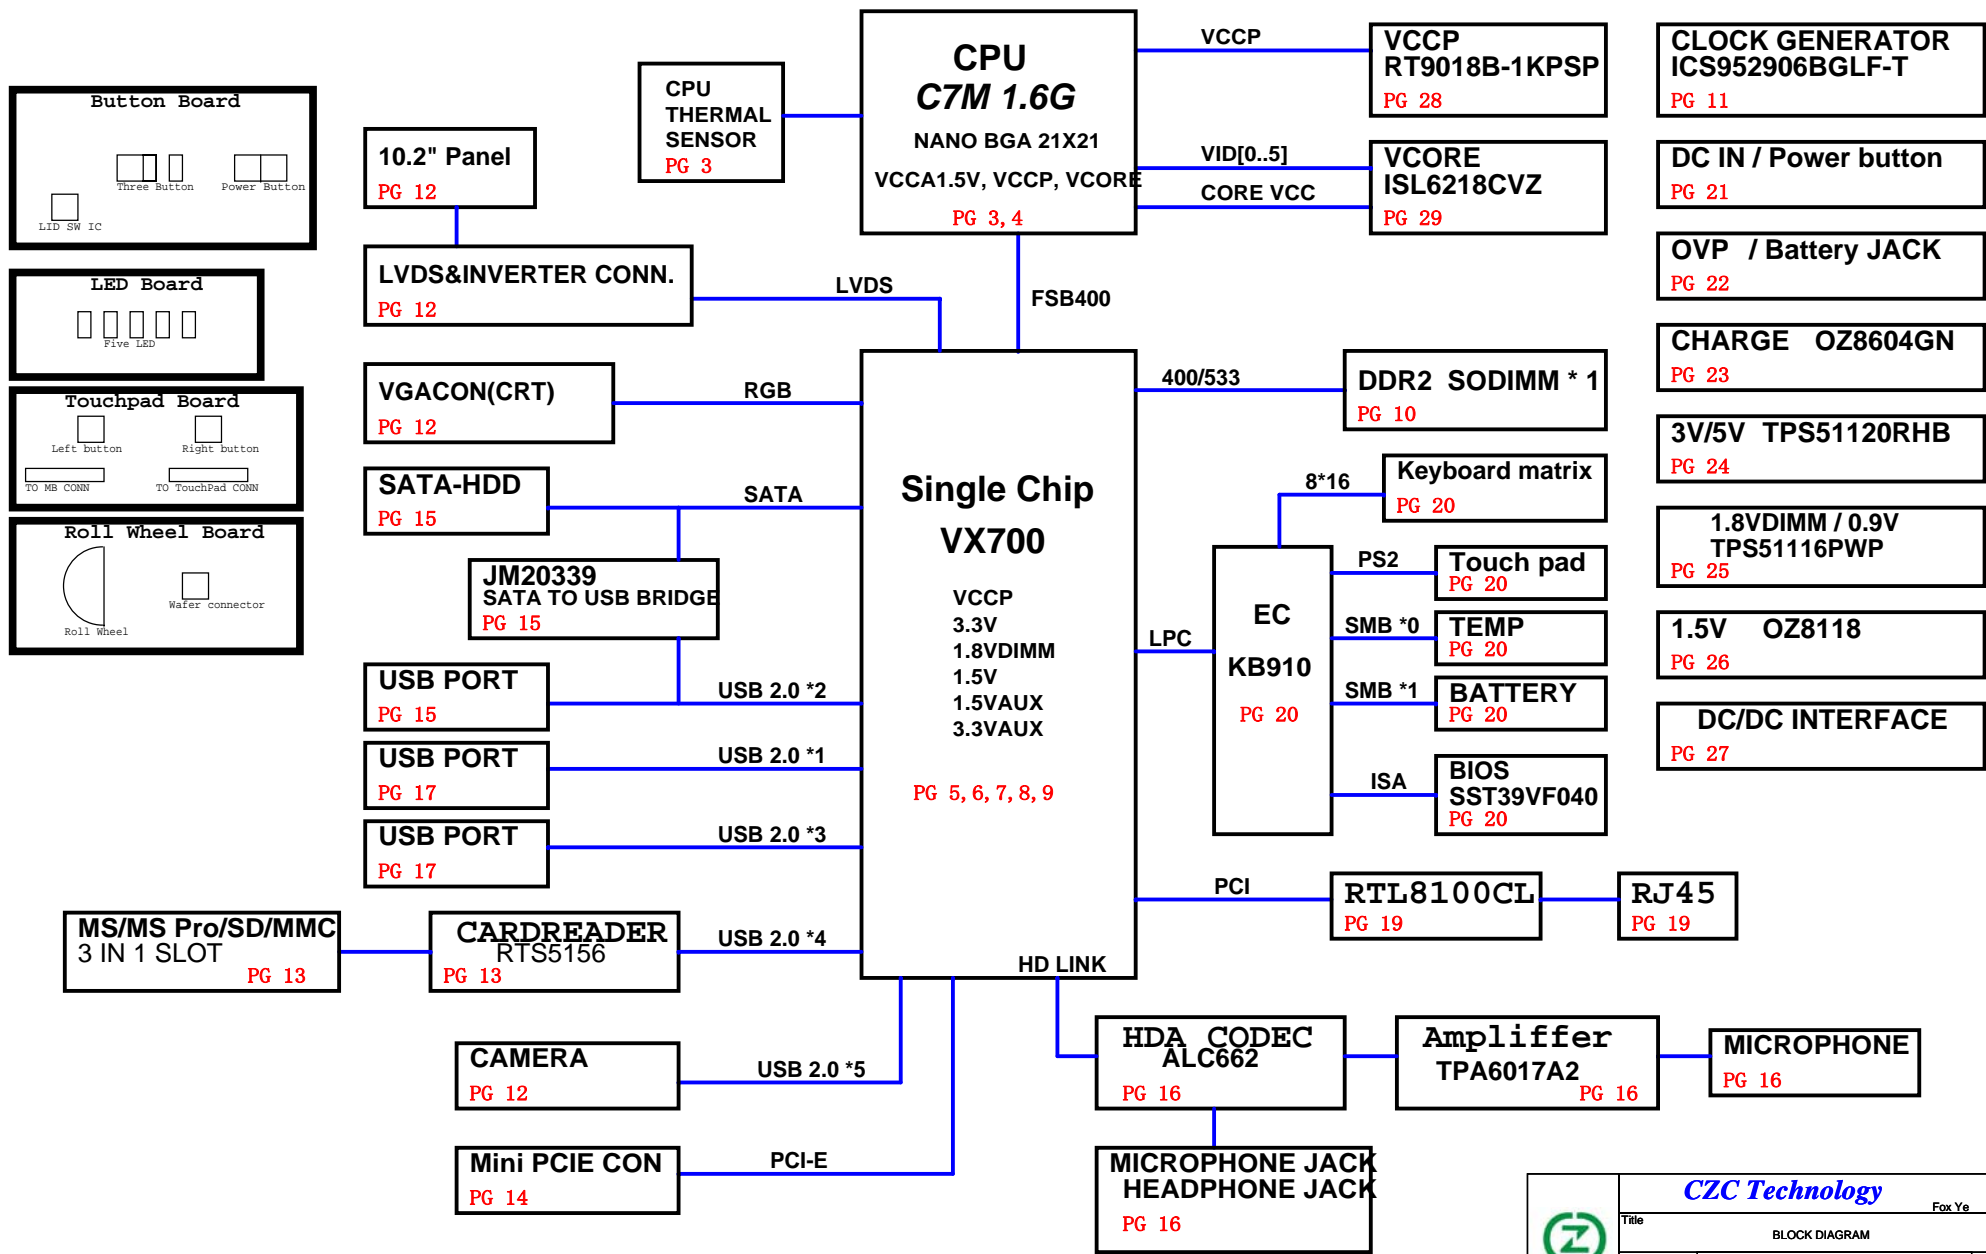 Button Board
Three Button
Power Button
LID SW IC
LED Board
Five LED
Touchpad Board
Left button
Right button
TO MB CONN
TO TouchPad CONN
Roll Wheel Board
Wafer connector
Roll Wheel
10.2" Panel
PG 12
LVDS&INVERTER CONN.
PG 12
LVDS
VGACON(CRT)
PG 12
RGB
SATA-HDD
PG 15
SATA
JM20339
SATA TO USB BRIDGE
PG 15
USB PORT
PG 15
USB 2.0 *2
USB PORT
PG 17
USB 2.0 *1
USB PORT
PG 17
USB 2.0 *3
MS/MS Pro/SD/MMC
3 IN 1 SLOT
PG 13
CARDREADER
RTS5156
PG 13
USB 2.0 *4
CAMERA
PG 12
USB 2.0 *5
Mini PCIE CON
PG 14
PCI-E
CPU
THERMAL
SENSOR
PG 3
CPU
C7M 1.6G
NANO BGA 21X21
VCCA1.5V, VCCP, VCORE
PG 3,4
FSB400
Single Chip
VX700
VCCP
3.3V
1.8VDIMM
1.5V
1.5VAUX
3.3VAUX
PG 5,6,7,8,9
HD LINK
VCCP
VCCP
RT9018B-1KPSP
PG 28
VID[0..5]
CORE VCC
VCORE
ISL6218CVZ
PG 29
400/533
DDR2 SODIMM * 1
PG 10
8*16
Keyboard matrix
PG 20
LPC
EC
KB910
PG 20
PS2
Touch pad
PG 20
SMB *0
TEMP
PG 20
SMB *1
BATTERY
PG 20
ISA
BIOS
SST39VF040
PG 20
PCI
RTL8100CL
PG 19
RJ45
PG 19
HDA CODEC
ALC662
PG 16
Ampliffer
TPA6017A2
PG 16
MICROPHONE
PG 16
MICROPHONE JACK
HEADPHONE JACK
PG 16
CLOCK GENERATOR
ICS952906BGLF-T
PG 11
DC IN / Power button
PG 21
OVP / Battery JACK
PG 22
CHARGE OZ8604GN
PG 23
3V/5V TPS51120RHB
PG 24
1.8VDIMM / 0.9V
TPS51116PWP
PG 25
1.5V OZ8118
PG 26
DC/DC INTERFACE
PG 27
CZC Technology
Fox Ye
Title
BLOCK DIAGRAM